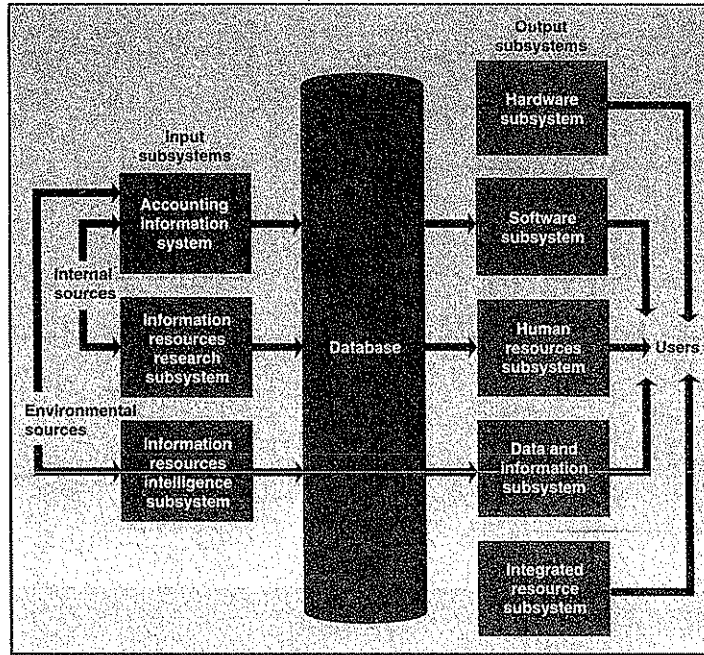 Output
subsystems
Hardware
subsystem
Input
subsystems
Accounting
information
system
Software
subsystem
Internal
sources
Information
resources
research
subsystem
Database
Human
resources
subsystem
Users
Environmental
sources
Information
resources
intelligence
subsystem
Data and
information
subsystem
Integrated
resource
subsystem